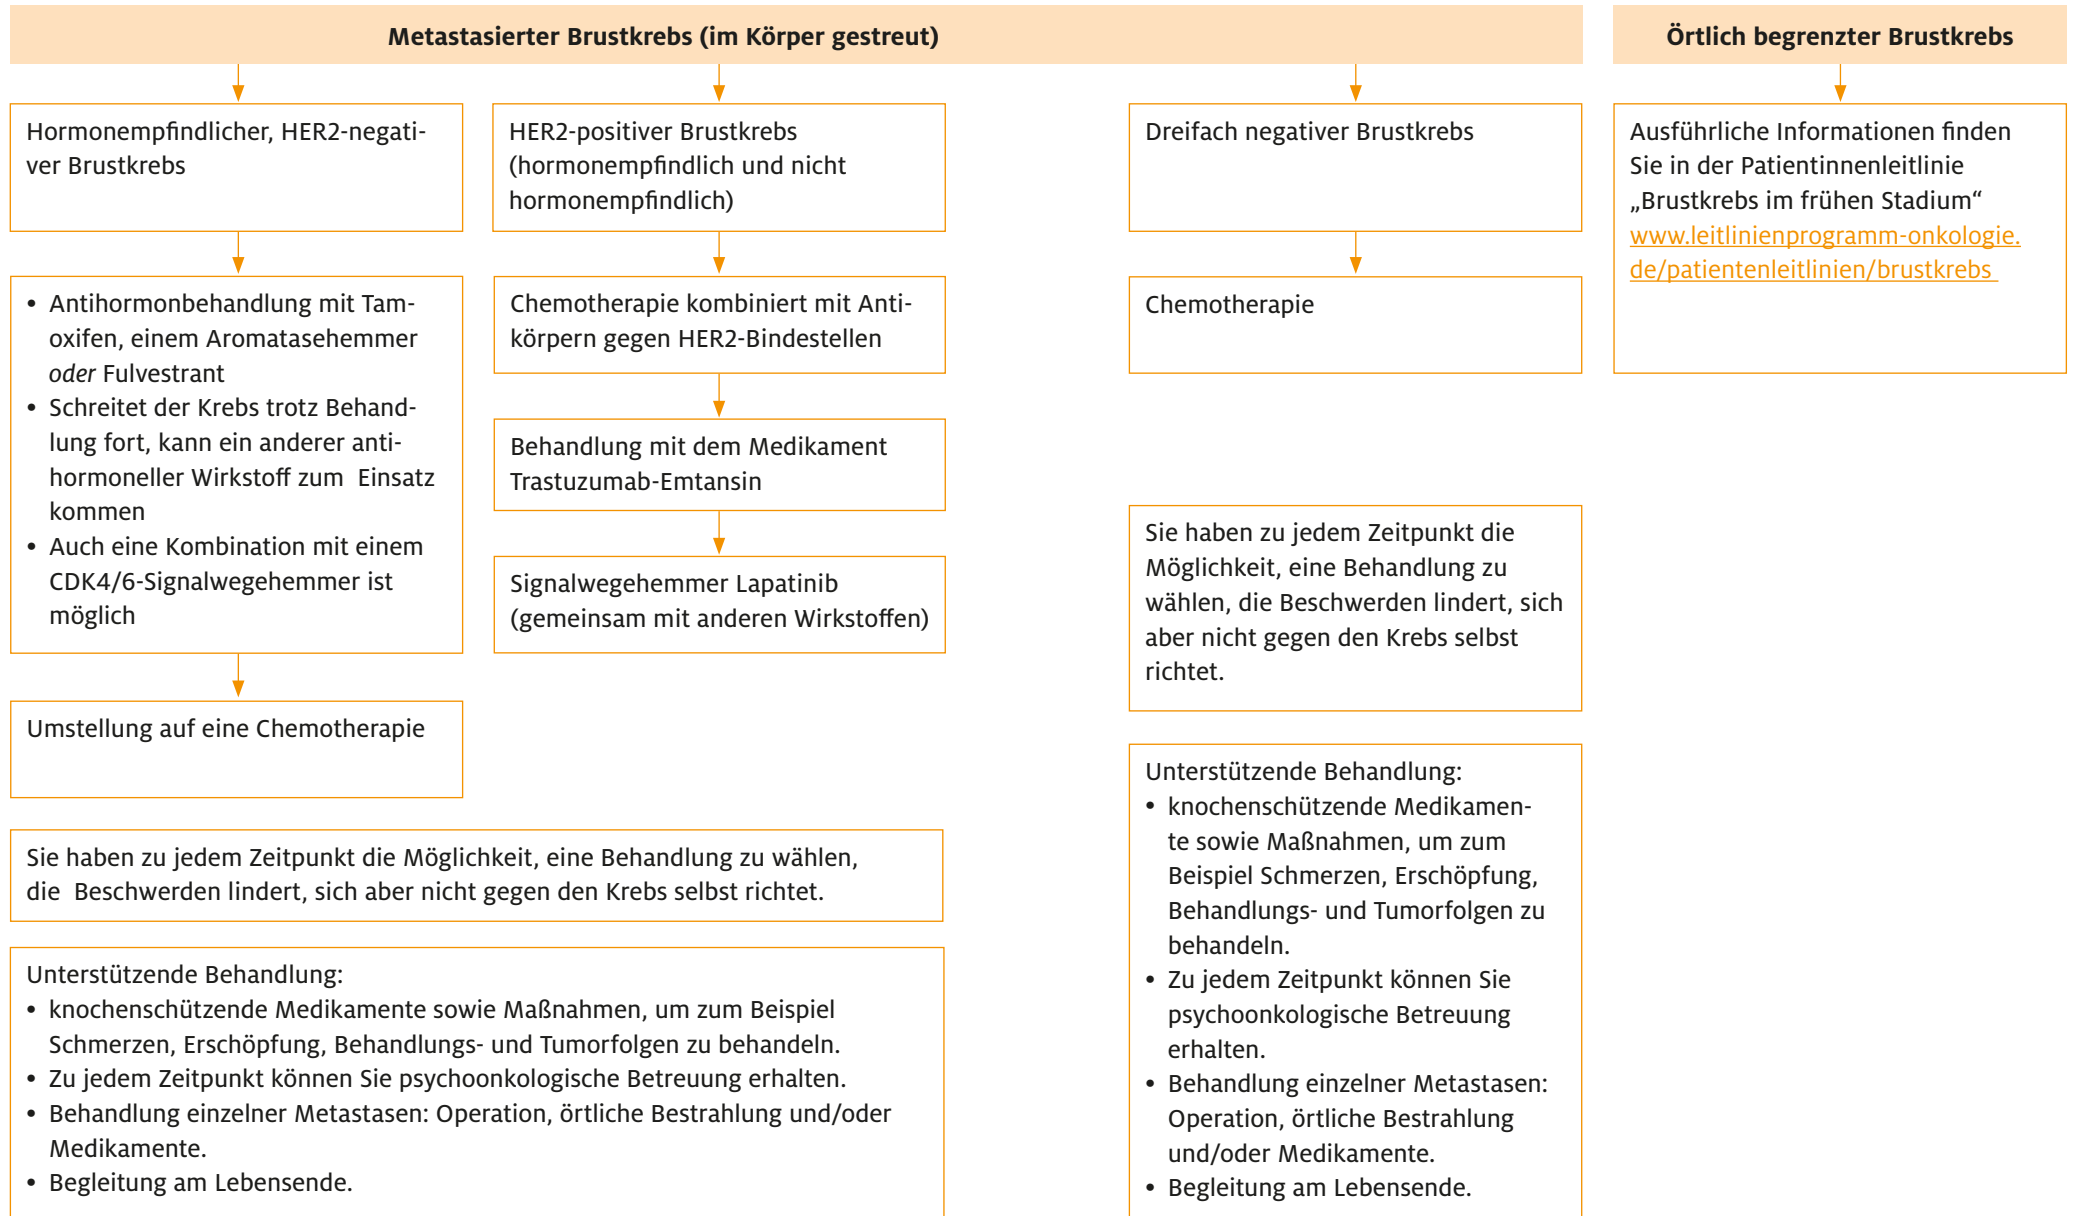 Metastasierter Brustkrebs (im Körper gestreut)
Hormonempfindlicher, HER2-negati-
ver Brustkrebs
• Antihormonbehandlung mit Tam-
oxifen, einem Aromatasehemmer
oder Fulvestrant
• Schreitet der Krebs trotz Behand-
lung fort, kann ein anderer anti-
hormoneller Wirkstoff zum Einsatz
kommen
• Auch eine Kombination mit einem
CDK4/6-Signalwegehemmer ist
möglich
Umstellung auf eine Chemotherapie
HER2-positiver Brustkrebs
(hormonempfindlich und nicht
hormonempfindlich)
Chemotherapie kombiniert mit Anti-
körpern gegen HER2-Bindestellen
Behandlung mit dem Medikament
Trastuzumab-Emtansin
Signalwegehemmer Lapatinib
(gemeinsam mit anderen Wirkstoffen)
Sie haben zu jedem Zeitpunkt die Möglichkeit, eine Behandlung zu wählen,
die Beschwerden lindert, sich aber nicht gegen den Krebs selbst richtet.
Unterstützende Behandlung:
• knochenschützende Medikamente sowie Maßnahmen, um zum Beispiel
Schmerzen, Erschöpfung, Behandlungs- und Tumorfolgen zu behandeln.
• Zu jedem Zeitpunkt können Sie psychoonkologische Betreuung erhalten.
• Behandlung einzelner Metastasen: Operation, örtliche Bestrahlung und/oder
Medikamente.
• Begleitung am Lebensende.
Dreifach negativer Brustkrebs
Chemotherapie
Sie haben zu jedem Zeitpunkt die
Möglichkeit, eine Behandlung zu
wählen, die Beschwerden lindert, sich
aber nicht gegen den Krebs selbst
richtet.
Unterstützende Behandlung:
• knochenschützende Medikamen-
te sowie Maßnahmen, um zum
Beispiel Schmerzen, Erschöpfung,
Behandlungs- und Tumorfolgen zu
behandeln.
• Zu jedem Zeitpunkt können Sie
psychoonkologische Betreuung
erhalten.
• Behandlung einzelner Metastasen:
Operation, örtliche Bestrahlung
und/oder Medikamente.
• Begleitung am Lebensende.
Örtlich begrenzter Brustkrebs
Ausführliche Informationen finden
Sie in der Patientinnenleitlinie
„Brustkrebs im frühen Stadium“
www.leitlinienprogramm-onkologie.
de/patientenleitlinien/brustkrebs